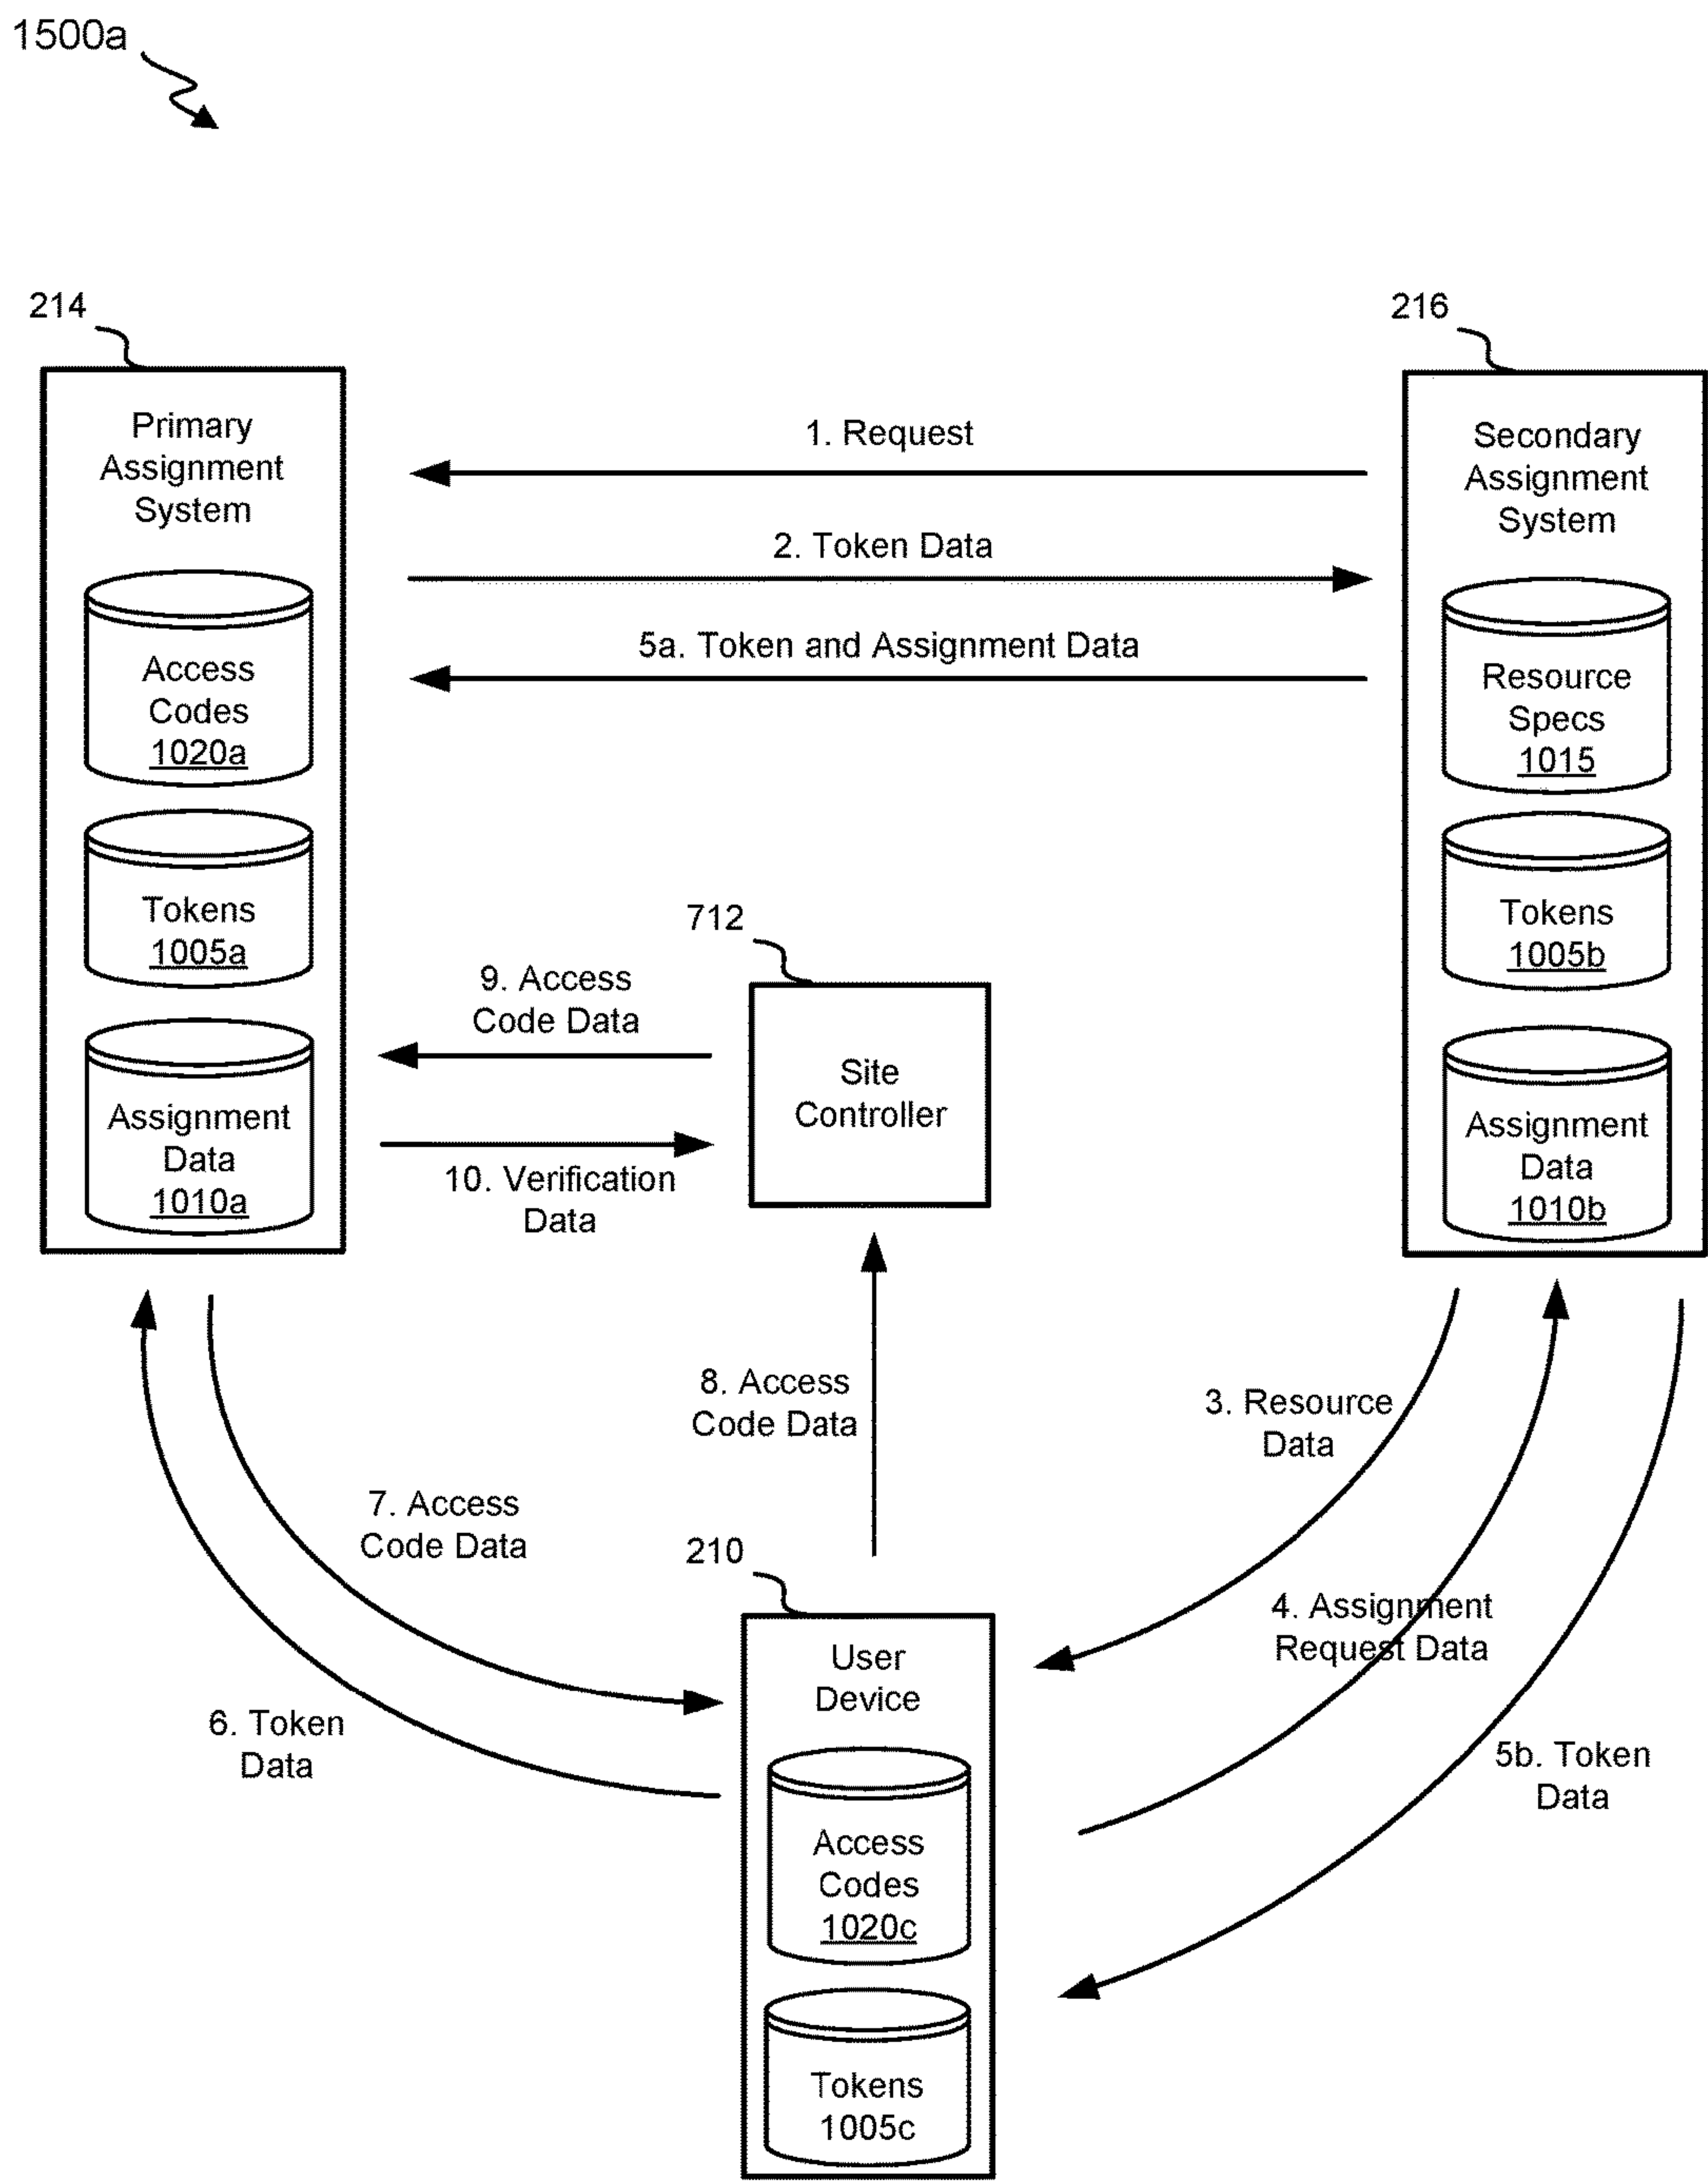 1500a
214
216
Primary
Assignment
System
Access
Codes
1020a
Tokens
1005a
Assignment
Data
1010a
1. Request
2. Token Data
5a. Token and Assignment Data
Secondary
Assignment
System
Resource
Specs
1015
Tokens
1005b
Assignment
Data
1010b
712
9. Access
Code Data
10. Verification
Data
Site
Controller
8. Access
Code Data
3. Resource
Data
7. Access
Code Data
6. Token
Data
4. Assignment
Request Data
5b. Token
Data
210
User
Device
Access
Codes
1020c
Tokens
1005c